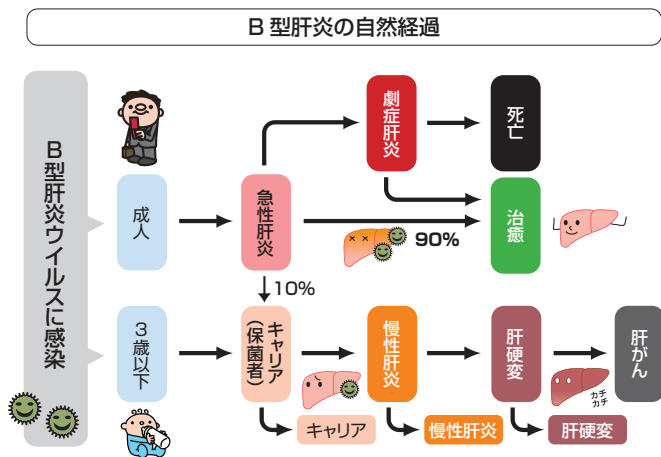 B型肝炎の自然経過
B型肝炎ウイルスに感染
成人
急性肝炎
劇症肝炎
死亡
治癒
90%
10%
3歳以下
キャリア
(保菌者)
慢性肝炎
肝硬変
カチ
カチ
肝がん
キャリア
慢性肝炎
肝硬変